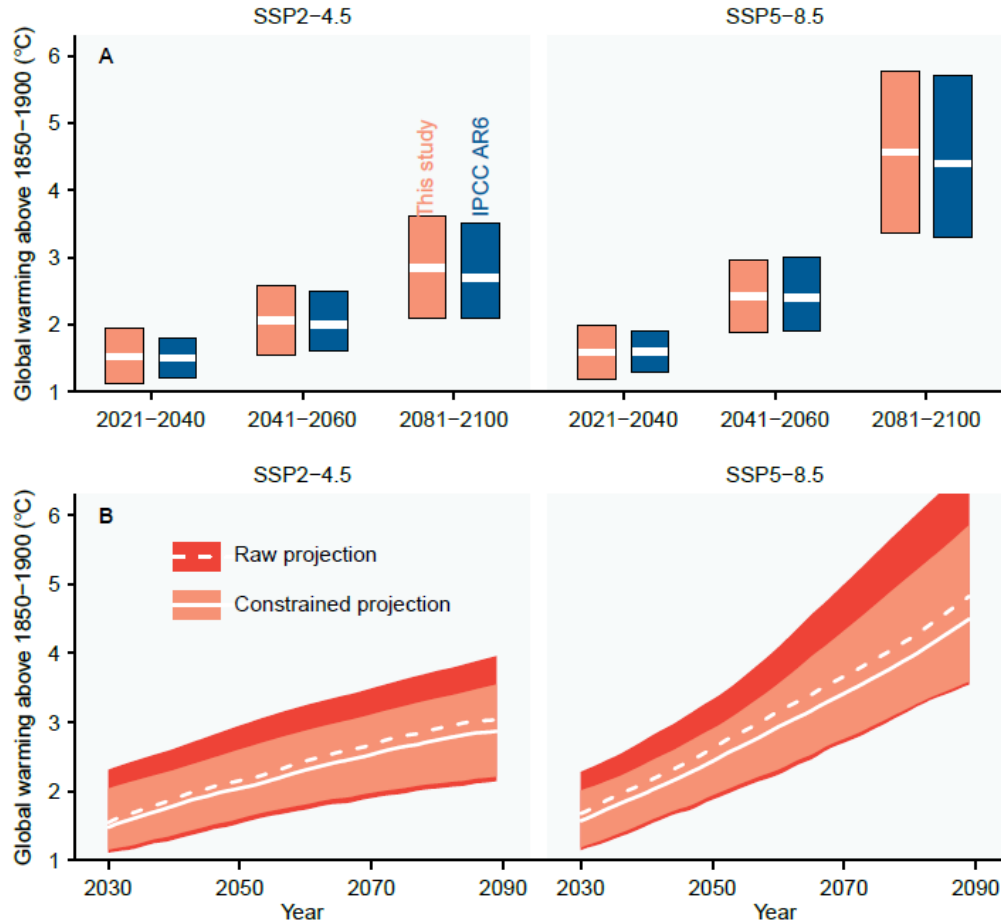 SSP2−4.5
SSP5−8.5
Global warming above 1850−1900 (°C)
A
6
5
4
3
2
1
This study
IPCC AR6
2021−2040
2041−2060
2081−2100
2021−2040
2041−2060
2081−2100
SSP2−4.5
SSP5−8.5
Global warming above 1850−1900 (°C)
B
6
5
4
3
2
1
Raw projection
Constrained projection
2030
2050
2070
2090
2030
2050
2070
2090
Year
Year